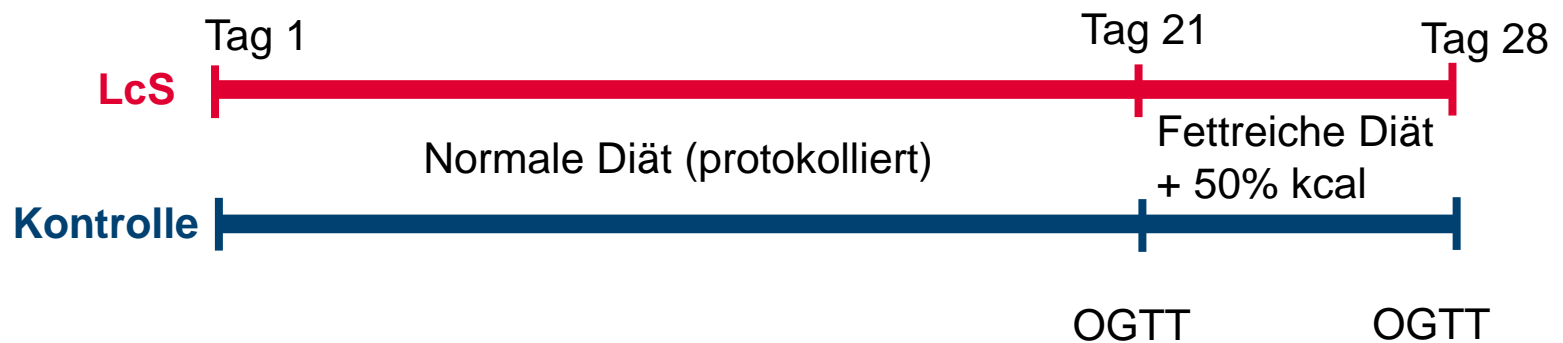 Tag 1
Tag 21
Tag 28
LcS
Normale Diät (protokolliert)
Fettreiche Diät
+ 50% kcal
Kontrolle
OGTT
OGTT